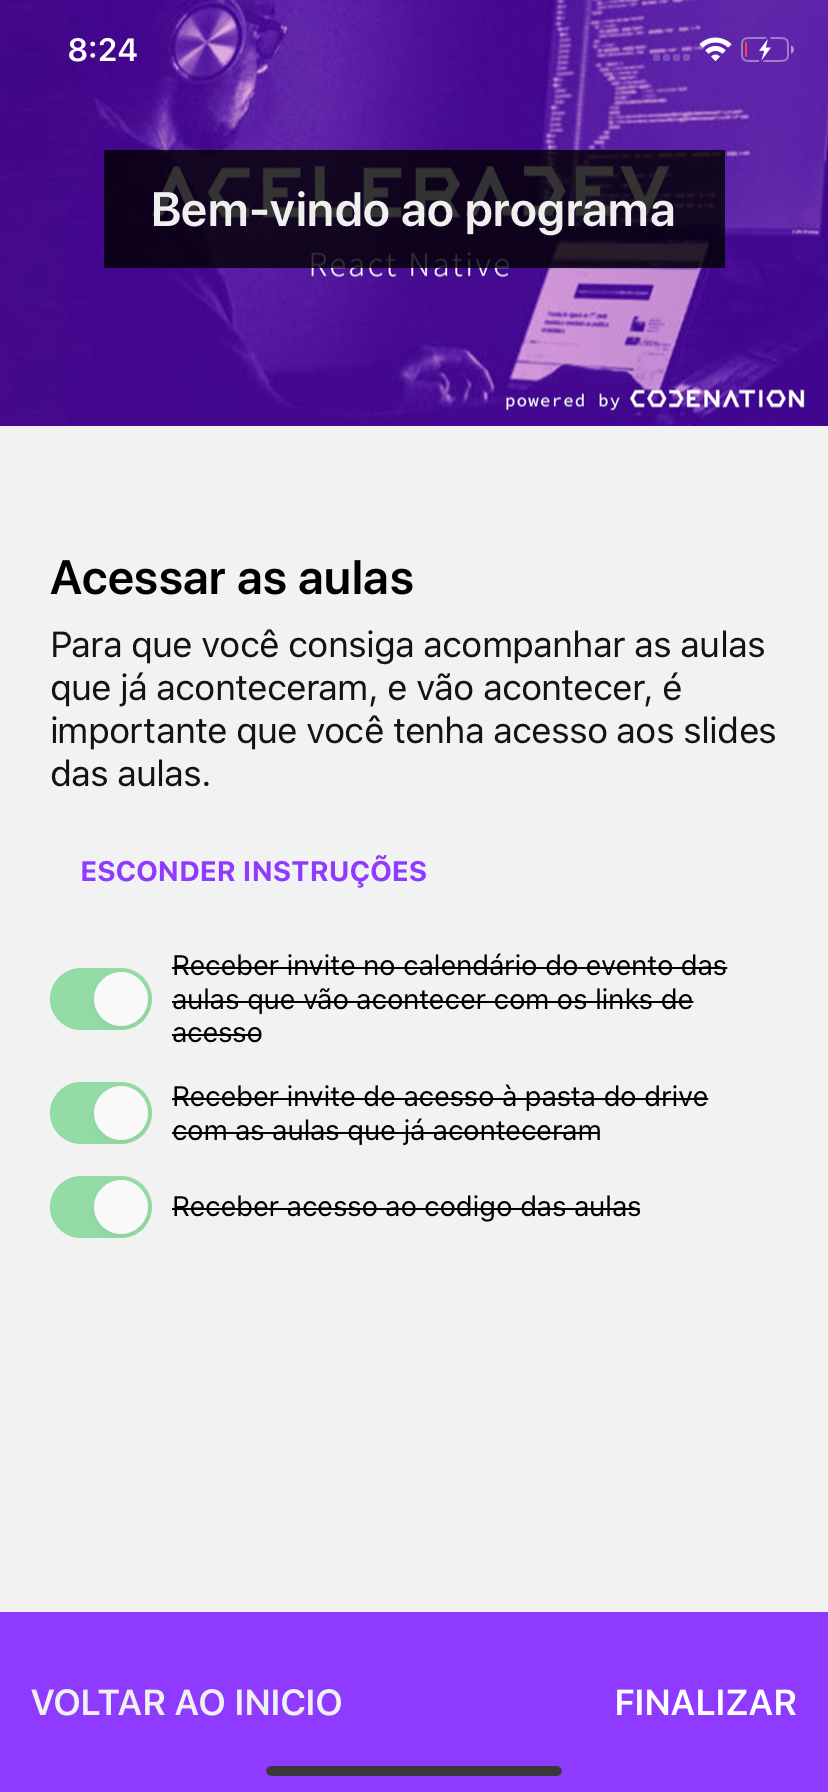 8:24
ACELERADEV
Bem-vindo ao programa
React Native
powered by CODENATION
Acessar as aulas
Para que você consiga acompanhar as aulas
que já aconteceram, e vão acontecer, é
importante que você tenha acesso aos slides
das aulas.
ESCONDER INSTRUÇÕES
Receber invite no calendário do evento das
aulas que vão acontecer com os links de
acesso
Receber invite de acesso à pasta do drive
com as aulas que já aconteceram
Receber acesso ao codigo das aulas
VOLTAR AO INICIO
FINALIZAR